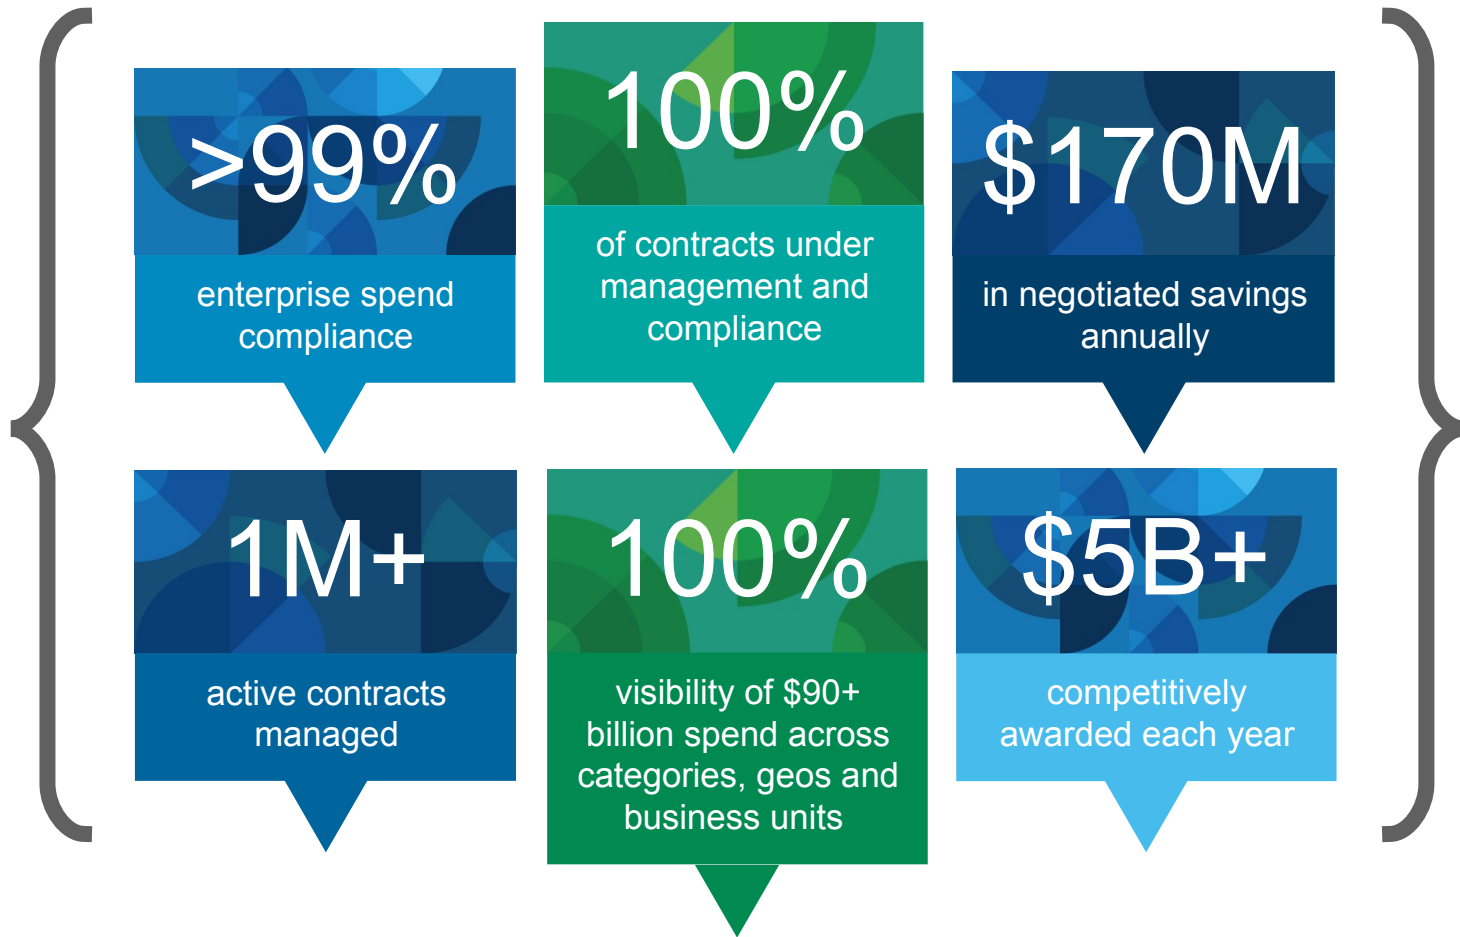 >99%
enterprise spend
compliance
100%
of contracts under
management and
compliance
$170M
in negotiated savings
annually
1M+
active contracts
managed
100%
visibility of $90+
billion spend across
categories, geos and
business units
$5B+
competitively
awarded each year